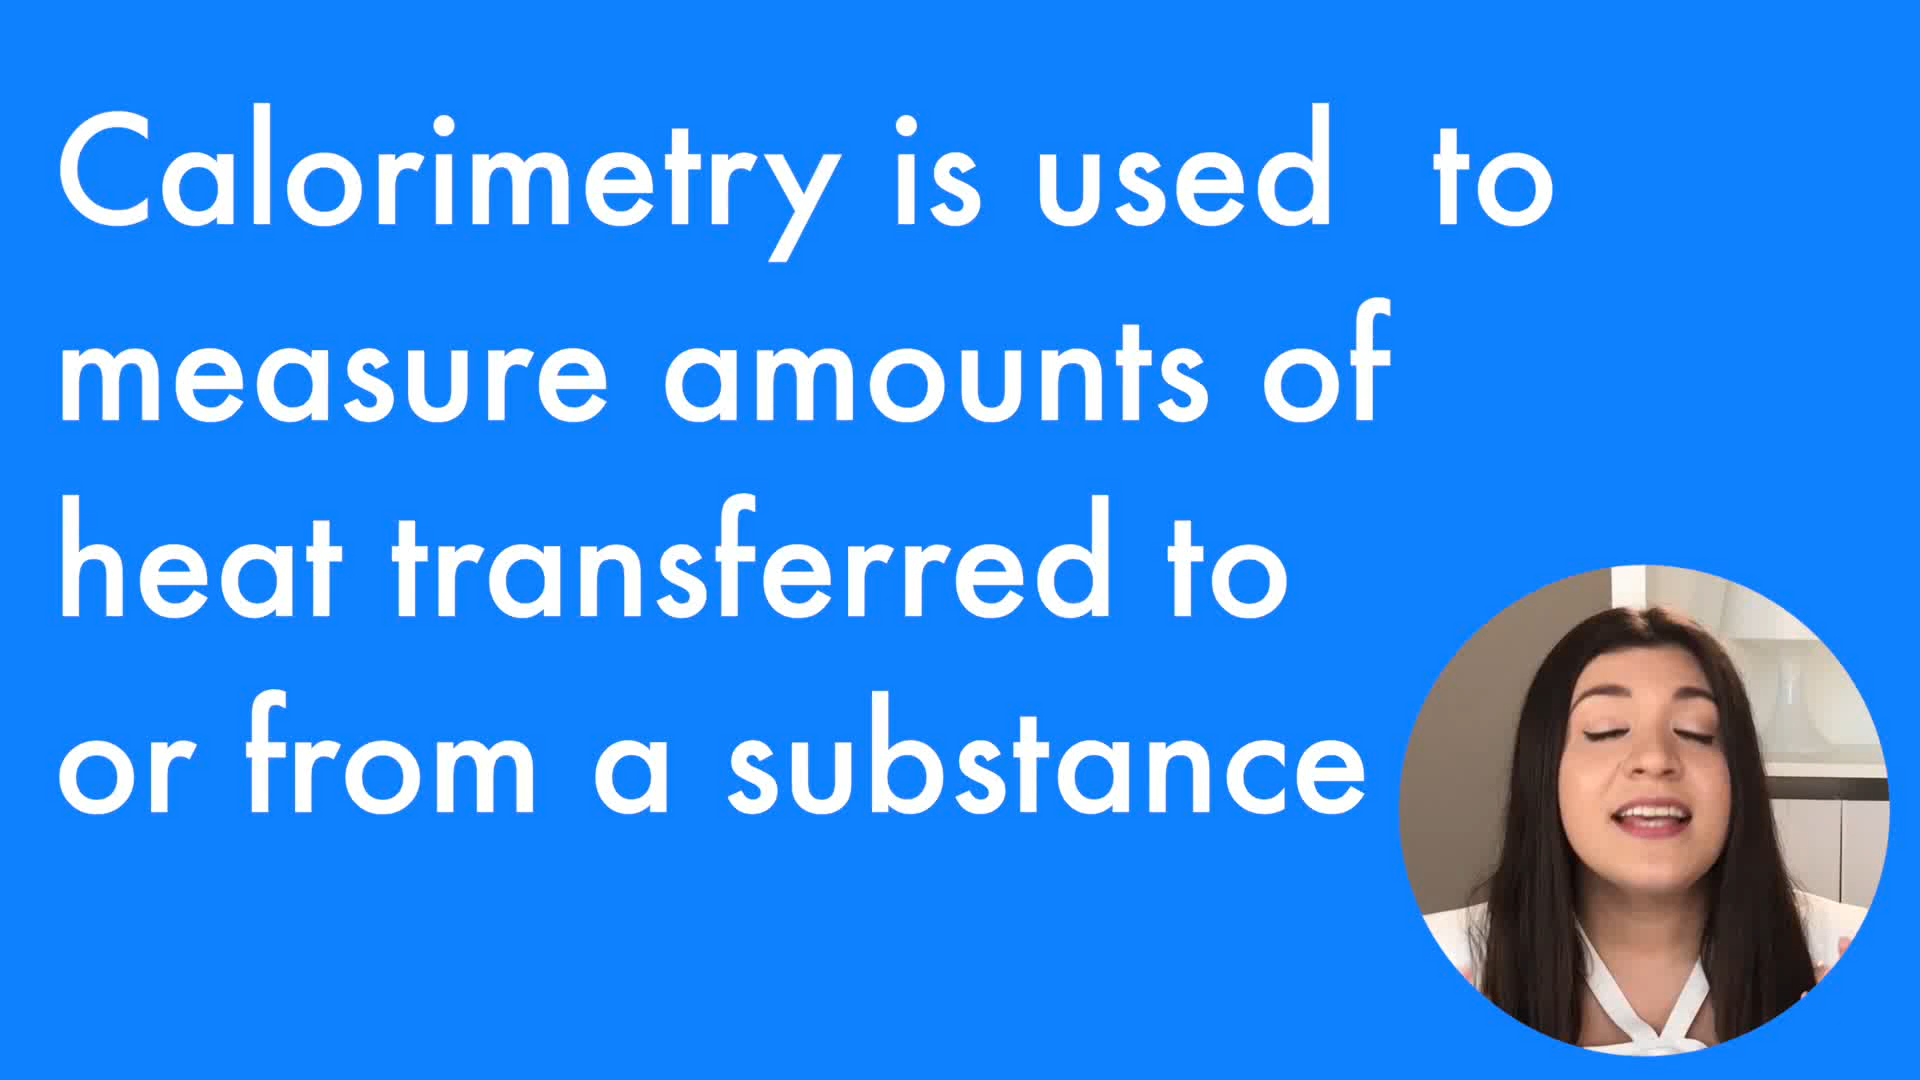 Calorimetry is used  to
measure amounts of
heat transferred to
or from a substance